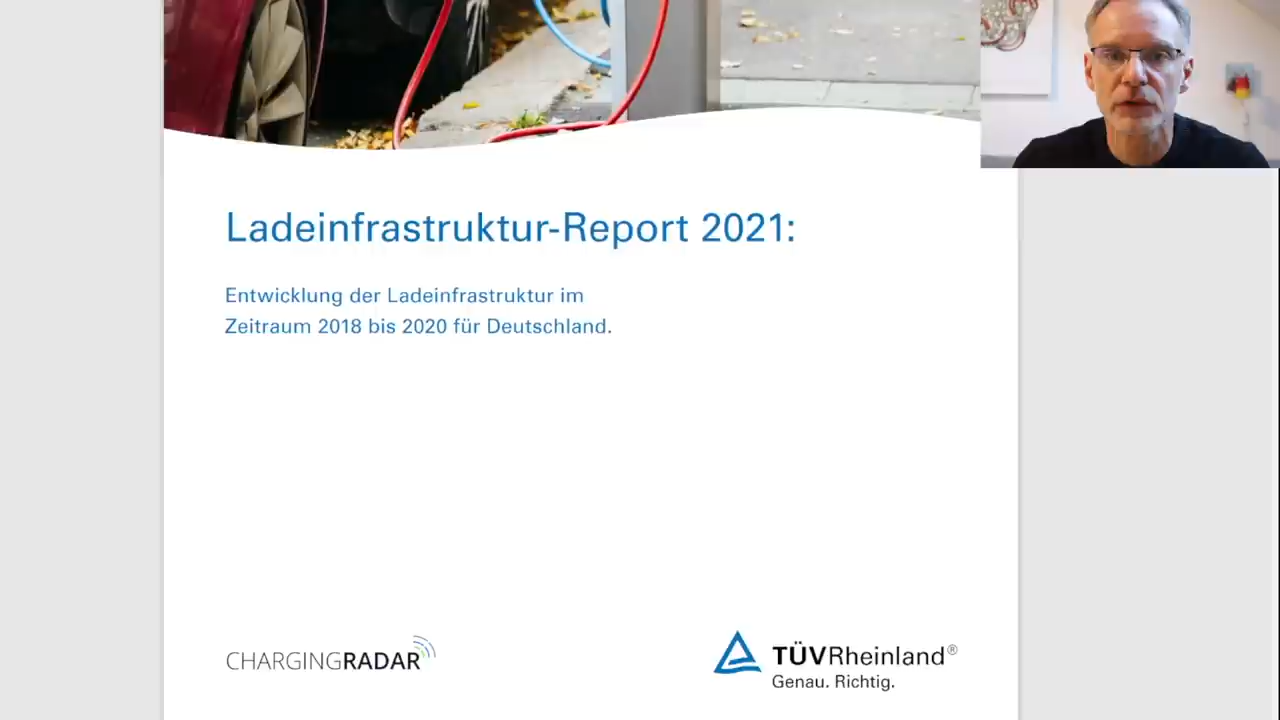 Ladeinfrastruktur-Report 2021:
Entwicklung der Ladeinfrastruktur im
Zeitraum 2018 bis 2020 für Deutschland.
CHARGINGRADAR
TÜVRheinland®
Genau. Richtig.